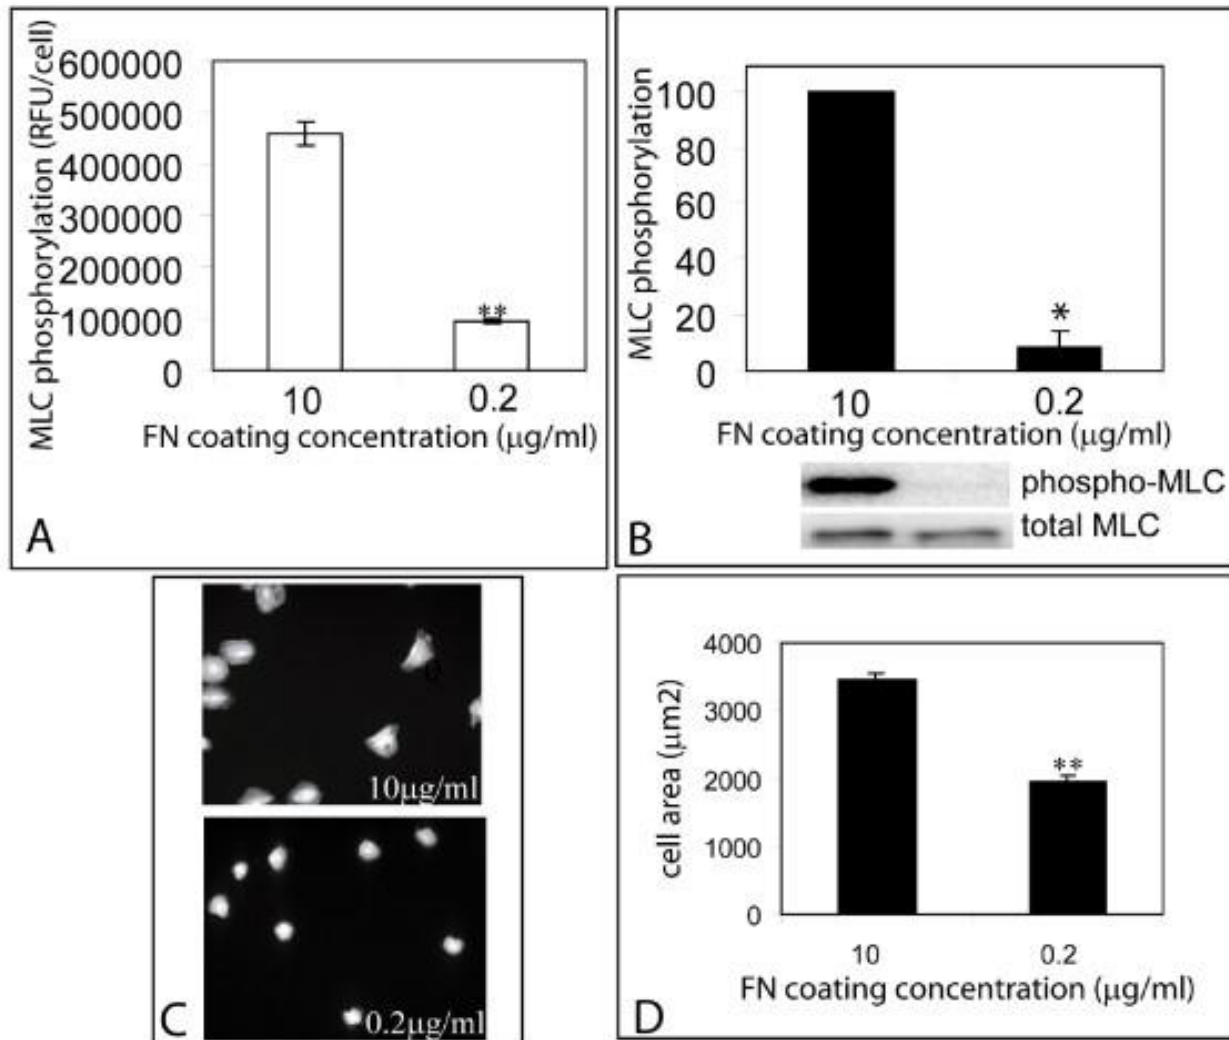 MLC phosphorylation (RFU/cell)
600000
500000
400000
300000
200000
100000
0
**
10 0.2
FN coating concentration (μg/ml)
A
MLC phosphorylation
100
80
60
40
20
0
*
10 0.2
FN coating concentration (μg/ml)
phospho-MLC
total MLC
B
10μg/ml
0.2μg/ml
C
cell area (μm2)
4000
3000
2000
1000
0
**
10 0.2
FN coating concentration (μg/ml)
D